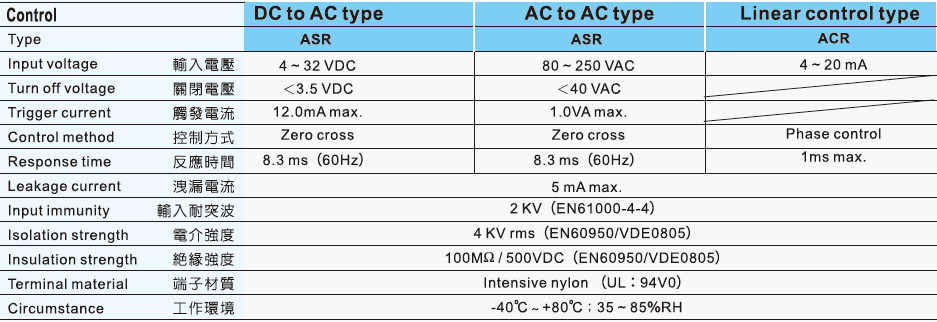 Control DC to AC type AC to AC type Linear control type
Type ASR ASR ACR
Input voltage 輸入電壓 4 ~ 32 VDC 80 ~ 250 VAC 4 ~ 20 mA
Turn off voltage 關閉電壓 <3.5 VDC <40 VAC
Trigger current 觸發電流 12.0mA max. 1.0VA max.
Control method 控制方式 Zero cross Zero cross Phase control
Response time 反應時間 8.3 ms (60Hz) 8.3 ms (60Hz) 1ms max.
Leakage current 洩漏電流 5 mA max.
Input immunity 輸入耐突波 2 KV (EN61000-4-4)
Isolation strength 電介強度 4 KV rms (EN60950/VDE0805)
Insulation strength 絕緣強度 100MΩ / 500VDC (EN60950/VDE0805)
Terminal material 端子材質 Intensive nylon (UL:94V0)
Circumstance 工作環境 -40℃ ~ +80℃;35 ~ 85%RH